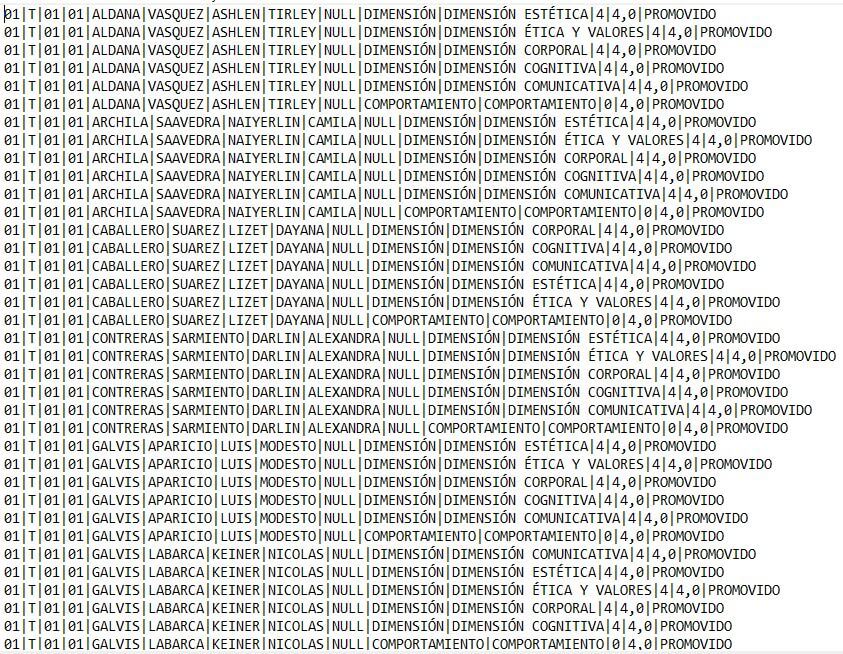 01|T|01|01|ALDANA|VASQUEZ|ASHLEN|TIRLEY|NULL|DIMENSIÓN|DIMENSIÓN ESTÉTICA|4|4,0|PROMOVIDO
01|T|01|01|ALDANA|VASQUEZ|ASHLEN|TIRLEY|NULL|DIMENSIÓN|DIMENSIÓN ÉTICA Y VALORES|4|4,0|PROMOVIDO
01|T|01|01|ALDANA|VASQUEZ|ASHLEN|TIRLEY|NULL|DIMENSIÓN|DIMENSIÓN CORPORAL|4|4,0|PROMOVIDO
01|T|01|01|ALDANA|VASQUEZ|ASHLEN|TIRLEY|NULL|DIMENSIÓN|DIMENSIÓN COGNITIVA|4|4,0|PROMOVIDO
01|T|01|01|ALDANA|VASQUEZ|ASHLEN|TIRLEY|NULL|DIMENSIÓN|DIMENSIÓN COMUNICATIVA|4|4,0|PROMOVIDO
01|T|01|01|ALDANA|VASQUEZ|ASHLEN|TIRLEY|NULL|COMPORTAMIENTO|COMPORTAMIENTO|0|4,0|PROMOVIDO
01|T|01|01|ARCHILA|SAAVEDRA|NAIYERLIN|CAMILA|NULL|DIMENSIÓN|DIMENSIÓN ESTÉTICA|4|4,0|PROMOVIDO
01|T|01|01|ARCHILA|SAAVEDRA|NAIYERLIN|CAMILA|NULL|DIMENSIÓN|DIMENSIÓN ÉTICA Y VALORES|4|4,0|PROMOVIDO
01|T|01|01|ARCHILA|SAAVEDRA|NAIYERLIN|CAMILA|NULL|DIMENSIÓN|DIMENSIÓN CORPORAL|4|4,0|PROMOVIDO
01|T|01|01|ARCHILA|SAAVEDRA|NAIYERLIN|CAMILA|NULL|DIMENSIÓN|DIMENSIÓN COGNITIVA|4|4,0|PROMOVIDO
01|T|01|01|ARCHILA|SAAVEDRA|NAIYERLIN|CAMILA|NULL|DIMENSIÓN|DIMENSIÓN COMUNICATIVA|4|4,0|PROMOVIDO
01|T|01|01|ARCHILA|SAAVEDRA|NAIYERLIN|CAMILA|NULL|COMPORTAMIENTO|COMPORTAMIENTO|0|4,0|PROMOVIDO
01|T|01|01|CABALLERO|SUAREZ|LIZET|DAYANA|NULL|DIMENSIÓN|DIMENSIÓN CORPORAL|4|4,0|PROMOVIDO
01|T|01|01|CABALLERO|SUAREZ|LIZET|DAYANA|NULL|DIMENSIÓN|DIMENSIÓN COGNITIVA|4|4,0|PROMOVIDO
01|T|01|01|CABALLERO|SUAREZ|LIZET|DAYANA|NULL|DIMENSIÓN|DIMENSIÓN COMUNICATIVA|4|4,0|PROMOVIDO
01|T|01|01|CABALLERO|SUAREZ|LIZET|DAYANA|NULL|DIMENSIÓN|DIMENSIÓN ESTÉTICA|4|4,0|PROMOVIDO
01|T|01|01|CABALLERO|SUAREZ|LIZET|DAYANA|NULL|DIMENSIÓN|DIMENSIÓN ÉTICA Y VALORES|4|4,0|PROMOVIDO
01|T|01|01|CABALLERO|SUAREZ|LIZET|DAYANA|NULL|COMPORTAMIENTO|COMPORTAMIENTO|0|4,0|PROMOVIDO
01|T|01|01|CONTRERAS|SARMIENTO|DARLIN|ALEXANDRA|NULL|DIMENSIÓN|DIMENSIÓN ESTÉTICA|4|4,0|PROMOVIDO
01|T|01|01|CONTRERAS|SARMIENTO|DARLIN|ALEXANDRA|NULL|DIMENSIÓN|DIMENSIÓN ÉTICA Y VALORES|4|4,0|PROMOVIDO
01|T|01|01|CONTRERAS|SARMIENTO|DARLIN|ALEXANDRA|NULL|DIMENSIÓN|DIMENSIÓN CORPORAL|4|4,0|PROMOVIDO
01|T|01|01|CONTRERAS|SARMIENTO|DARLIN|ALEXANDRA|NULL|DIMENSIÓN|DIMENSIÓN COGNITIVA|4|4,0|PROMOVIDO
01|T|01|01|CONTRERAS|SARMIENTO|DARLIN|ALEXANDRA|NULL|DIMENSIÓN|DIMENSIÓN COMUNICATIVA|4|4,0|PROMOVIDO
01|T|01|01|CONTRERAS|SARMIENTO|DARLIN|ALEXANDRA|NULL|COMPORTAMIENTO|COMPORTAMIENTO|0|4,0|PROMOVIDO
01|T|01|01|GALVIS|APARICIO|LUIS|MODESTO|NULL|DIMENSIÓN|DIMENSIÓN ESTÉTICA|4|4,0|PROMOVIDO
01|T|01|01|GALVIS|APARICIO|LUIS|MODESTO|NULL|DIMENSIÓN|DIMENSIÓN ÉTICA Y VALORES|4|4,0|PROMOVIDO
01|T|01|01|GALVIS|APARICIO|LUIS|MODESTO|NULL|DIMENSIÓN|DIMENSIÓN CORPORAL|4|4,0|PROMOVIDO
01|T|01|01|GALVIS|APARICIO|LUIS|MODESTO|NULL|DIMENSIÓN|DIMENSIÓN COGNITIVA|4|4,0|PROMOVIDO
01|T|01|01|GALVIS|APARICIO|LUIS|MODESTO|NULL|DIMENSIÓN|DIMENSIÓN COMUNICATIVA|4|4,0|PROMOVIDO
01|T|01|01|GALVIS|APARICIO|LUIS|MODESTO|NULL|COMPORTAMIENTO|COMPORTAMIENTO|0|4,0|PROMOVIDO
01|T|01|01|GALVIS|LABARCA|KEINER|NICOLAS|NULL|DIMENSIÓN|DIMENSIÓN COMUNICATIVA|4|4,0|PROMOVIDO
01|T|01|01|GALVIS|LABARCA|KEINER|NICOLAS|NULL|DIMENSIÓN|DIMENSIÓN ESTÉTICA|4|4,0|PROMOVIDO
01|T|01|01|GALVIS|LABARCA|KEINER|NICOLAS|NULL|DIMENSIÓN|DIMENSIÓN ÉTICA Y VALORES|4|4,0|PROMOVIDO
01|T|01|01|GALVIS|LABARCA|KEINER|NICOLAS|NULL|DIMENSIÓN|DIMENSIÓN CORPORAL|4|4,0|PROMOVIDO
01|T|01|01|GALVIS|LABARCA|KEINER|NICOLAS|NULL|DIMENSIÓN|DIMENSIÓN COGNITIVA|4|4,0|PROMOVIDO
01|T|01|01|GALVIS|LABARCA|KEINER|NICOLAS|NULL|COMPORTAMIENTO|COMPORTAMIENTO|0|4,0|PROMOVIDO